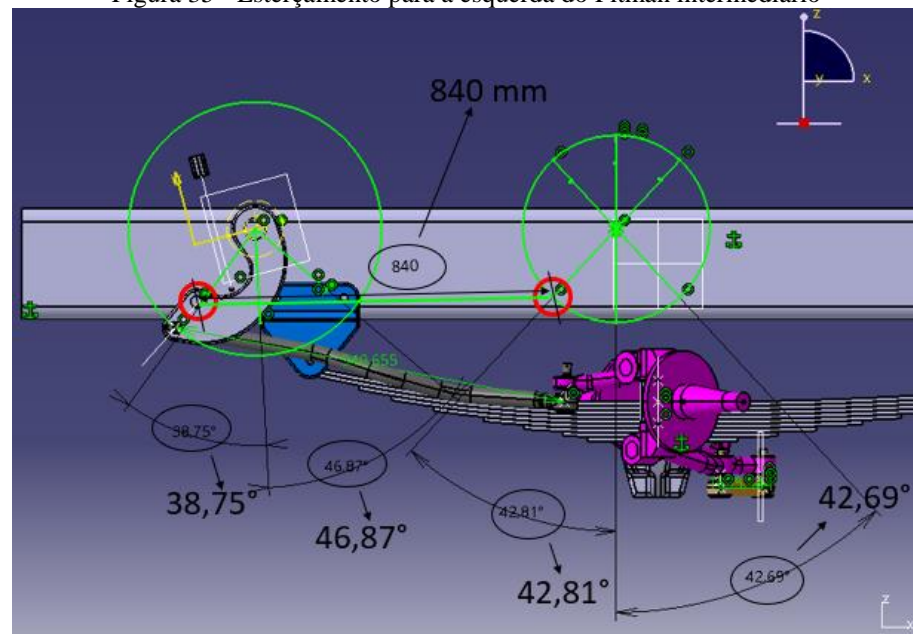 Figura 35 - Esterçamento para a esquerda do Pitman intermediário
z
y
x
840 mm
840
38,75°
46,87°
42,81°
42,69°
38,75°
46,87°
42,81°
42,69°
z
x